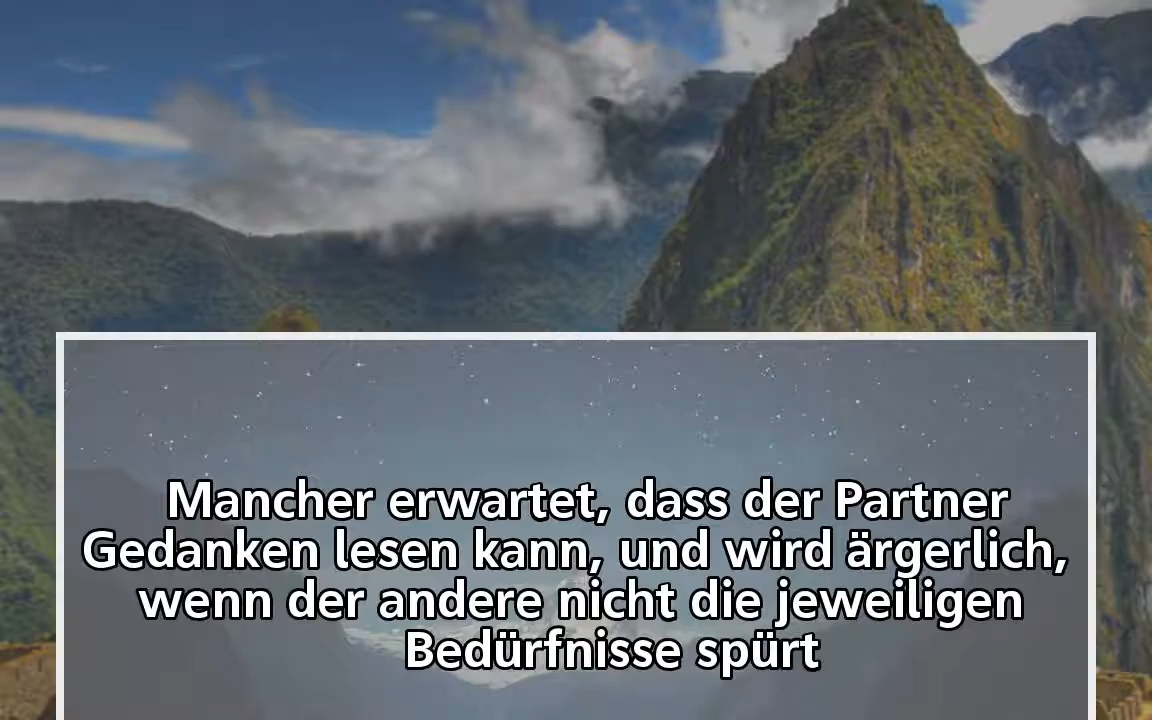 Mancher erwartet, dass der Partner
Gedanken lesen kann, und wird ärgerlich,
wenn der andere nicht die jeweiligen
Bedürfnisse spürt